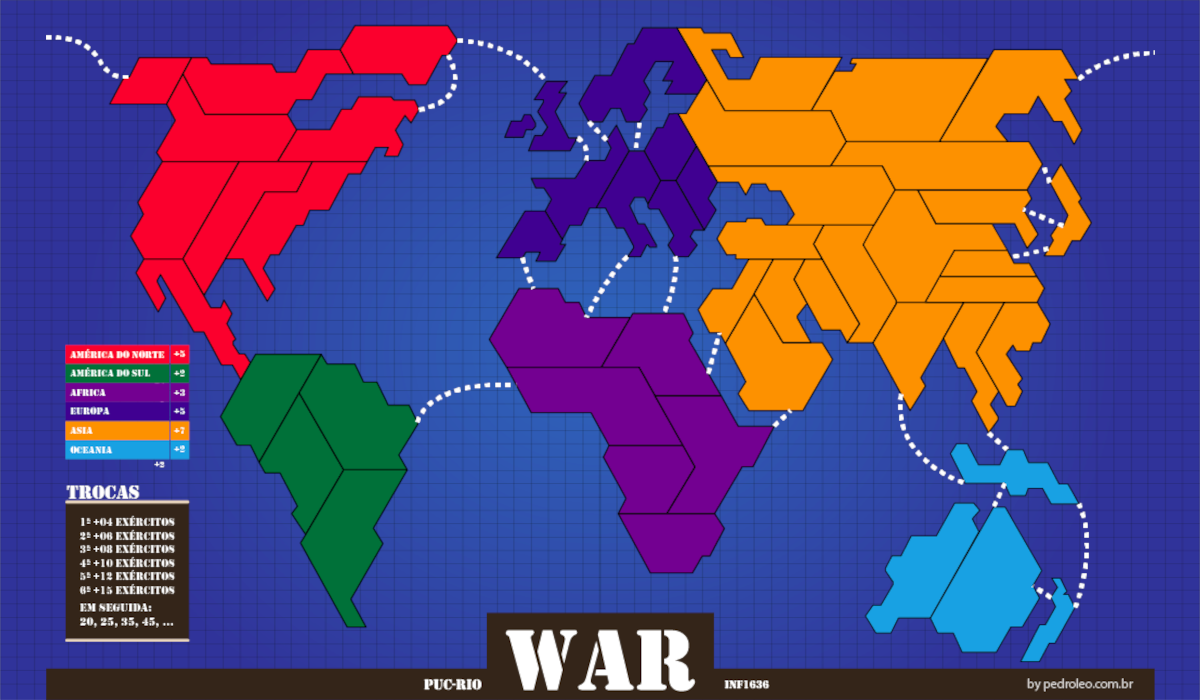 AMÉRICA DO NORTE +5
AMÉRICA DO SUL +2
AFRICA +3
EUROPA +5
ASIA +7
OCEANIA +2
+2
TROCAS
1ª +04 EXÉRCITOS
2ª +06 EXÉRCITOS
3ª +08 EXÉRCITOS
4ª +10 EXÉRCITOS
5ª +12 EXÉRCITOS
6ª +15 EXÉRCITOS
EM SEGUIDA:
20, 25, 35, 45, ...
PUC-RIO
WAR
INF1636
by pedroleo.com.br